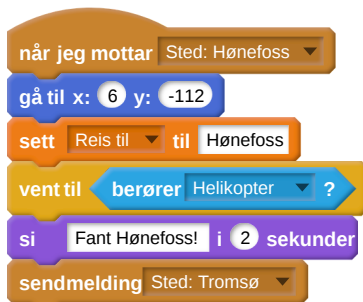 når jeg mottar Sted: Hønefoss
gå til x: 6 y: -112
sett Reis til til Hønefoss
vent til berører Helikopter ?
si Fant Hønefoss! i 2 sekunder
sendmelding Sted: Tromsø